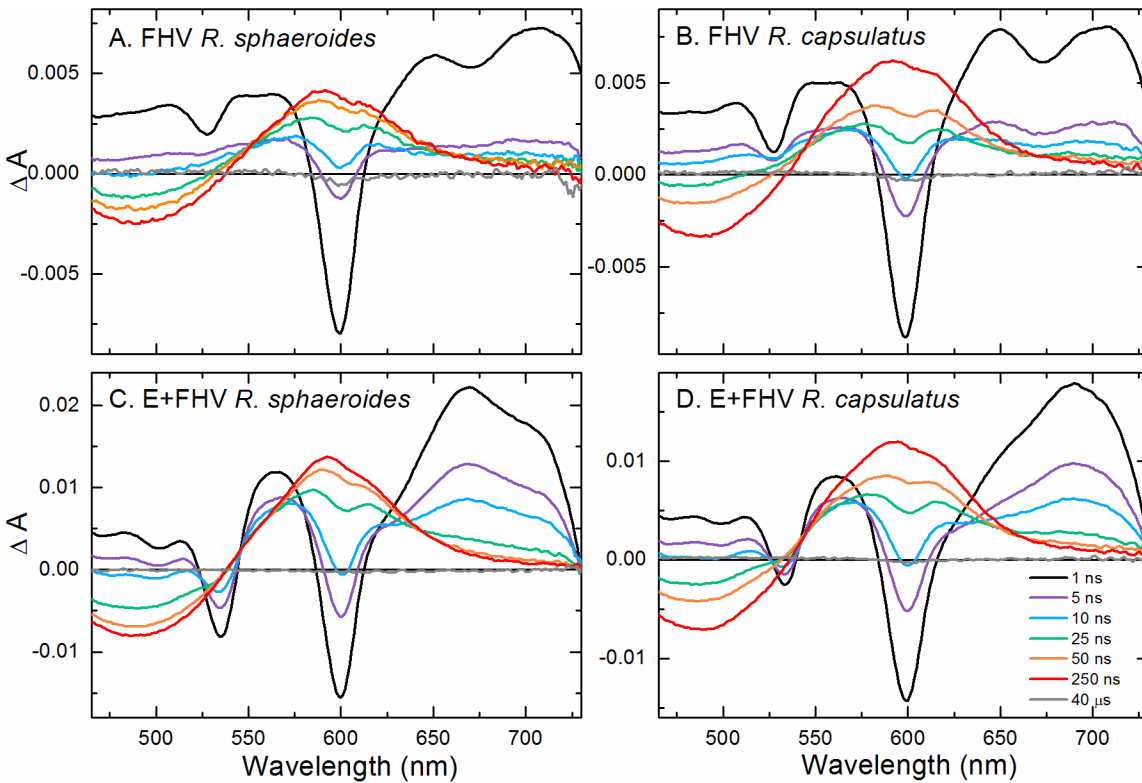 A. FHV R. sphaeroides
B. FHV R. capsulatus
0.005
0.000
-0.005
Δ A
0.005
0.000
-0.005
C. E+FHV R. sphaeroides
D. E+FHV R. capsulatus
0.02
0.01
0.00
-0.01
Δ A
0.01
0.00
-0.01
1 ns
5 ns
10 ns
25 ns
50 ns
250 ns
40 μs
500 550 600 650 700
500 550 600 650 700
Wavelength (nm)
Wavelength (nm)